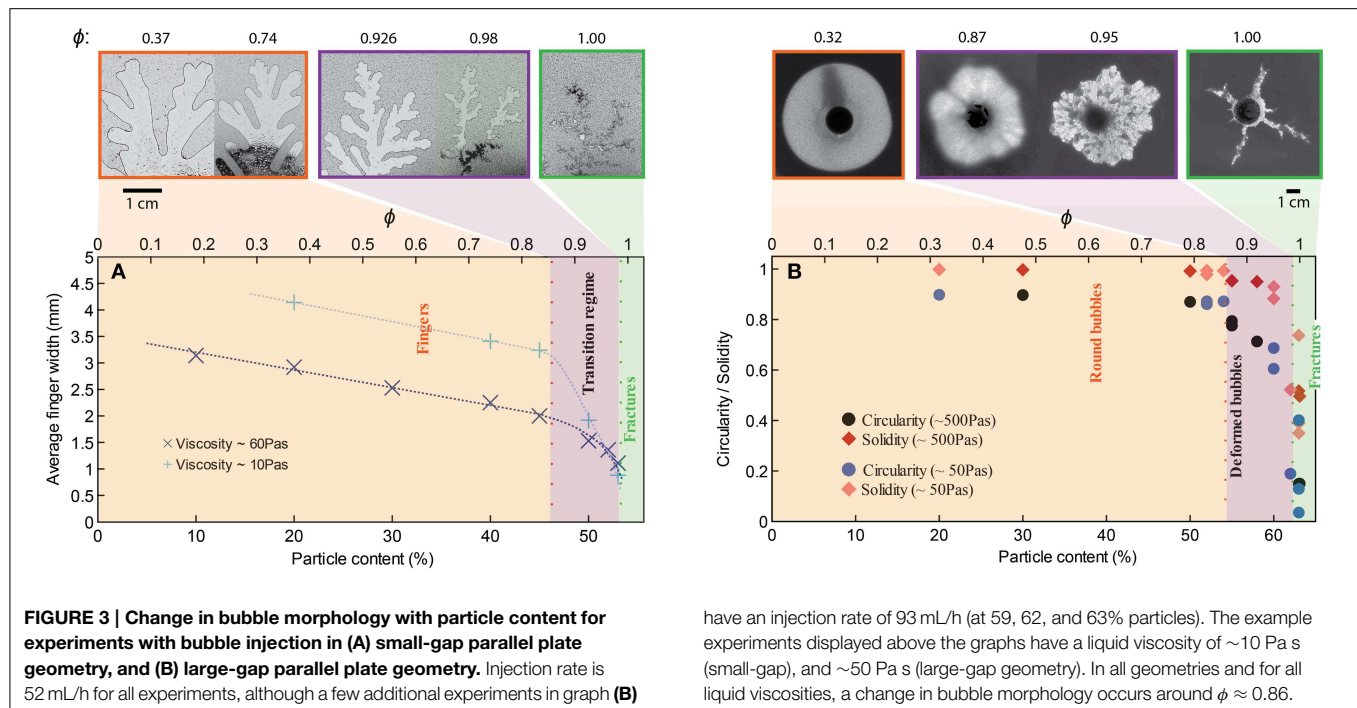 ϕ: 0.37 0.74 0.926 0.98 1.00
1 cm
ϕ
0 0.1 0.2 0.3 0.4 0.5 0.6 0.7 0.8 0.9 1
A
5
4.5
4
3.5
3
2.5
2
1.5
1
0.5
0
Average finger width (mm)
Fingers
Transition regime
Fractures
Viscosity ~ 60Pas
Viscosity ~ 10Pas
0 10 20 30 40 50
Particle content (%)
0.32 0.87 0.95 1.00
1 cm
ϕ
0 0.1 0.2 0.3 0.4 0.5 0.6 0.7 0.8 0.9 1
B
1
0.8
0.6
0.4
0.2
0
Circularity / Solidity
Round bubbles
Deformed bubbles
Fractures
Circularity (~500Pas)
Solidity (~ 500Pas)
Circularity (~ 50Pas)
Solidity (~ 50Pas)
0 10 20 30 40 50 60
Particle content (%)
FIGURE 3 | Change in bubble morphology with particle content for
experiments with bubble injection in (A) small-gap parallel plate
geometry, and (B) large-gap parallel plate geometry. Injection rate is
52 mL/h for all experiments, although a few additional experiments in graph (B)
have an injection rate of 93 mL/h (at 59, 62, and 63% particles). The example
experiments displayed above the graphs have a liquid viscosity of ~10 Pa s
(small-gap), and ~50 Pa s (large-gap geometry). In all geometries and for all
liquid viscosities, a change in bubble morphology occurs around ϕ ≈ 0.86.